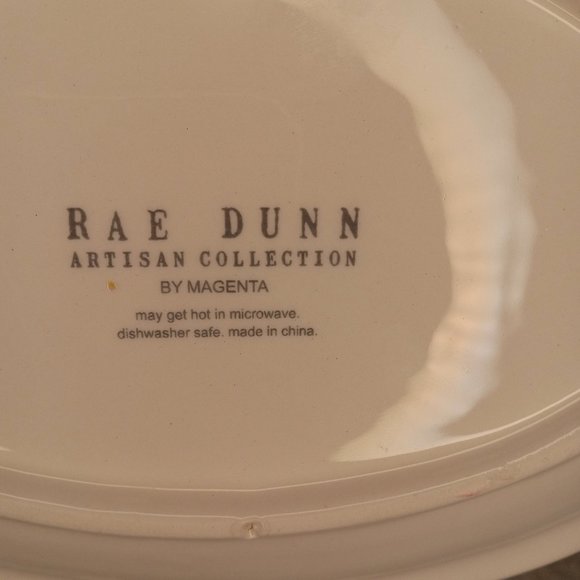 RAE DUNN
ARTISAN COLLECTION
BY MAGENTA
may get hot in microwave.
dishwasher safe. made in china.